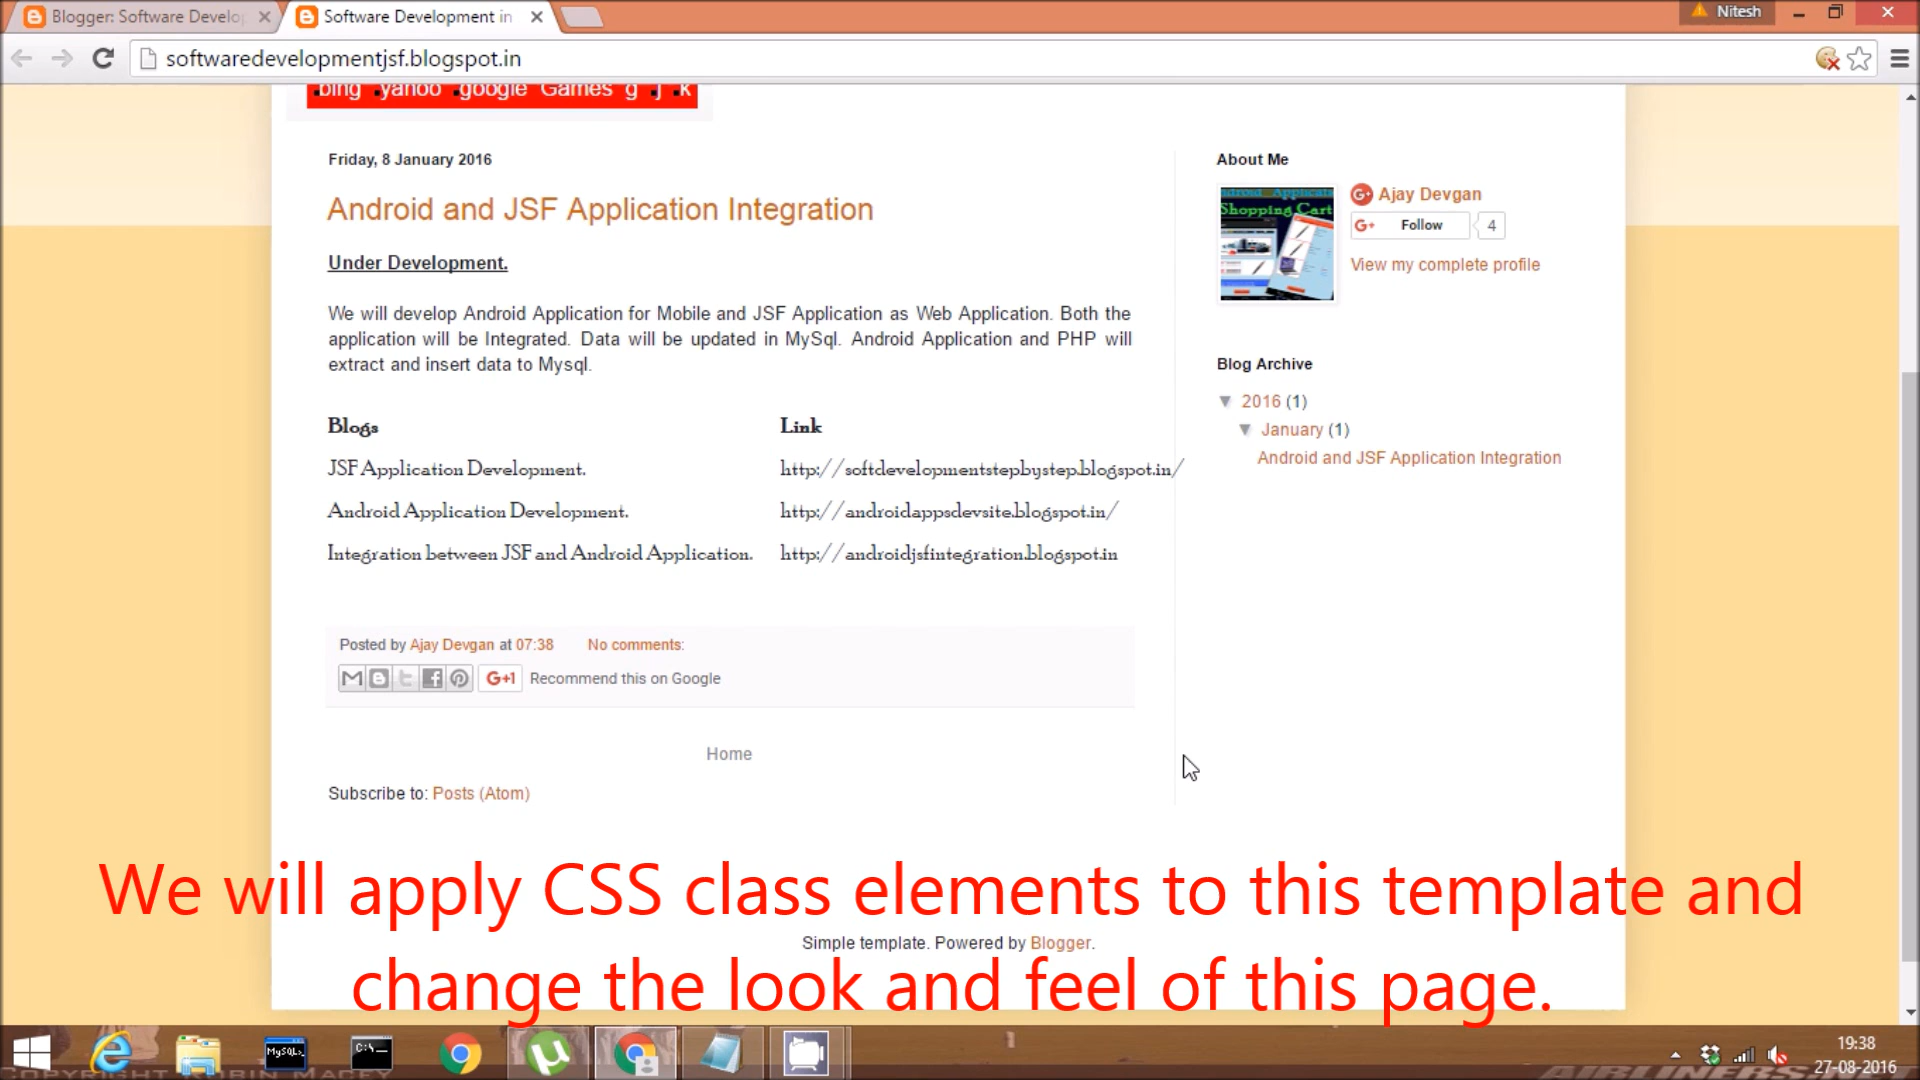 Blogger: Software Develo
Software Development in
Nitesh
softwaredevelopmentjsf.blogspot.in
.bing .yahoo .google Games g .j .k
Friday, 8 January 2016
Android and JSF Application Integration
Under Development.
We will develop Android Application for Mobile and JSF Application as Web Application. Both the
application will be Integrated. Data will be updated in MySql. Android Application and PHP will
extract and insert data to Mysql.
Blogs Link
JSF Application Development. http://softdevelopmentstepbystep.blogspot.in/
Android Application Development. http://androidappsdevsite.blogspot.in/
Integration between JSF and Android Application. http://androidjsfintegration.blogspot.in
Posted by Ajay Devgan at 07:38 No comments:
G+1 Recommend this on Google
Home
Subscribe to: Posts (Atom)
About Me
Shopping Cart
Ajay Devgan
G+ Follow 4
View my complete profile
Blog Archive
▼ 2016 (1)
▼ January (1)
Android and JSF Application Integration
We will apply CSS class elements to this template and
Simple template. Powered by Blogger.
change the look and feel of this page.
MySQL
C:\
19:38
27-08-2016